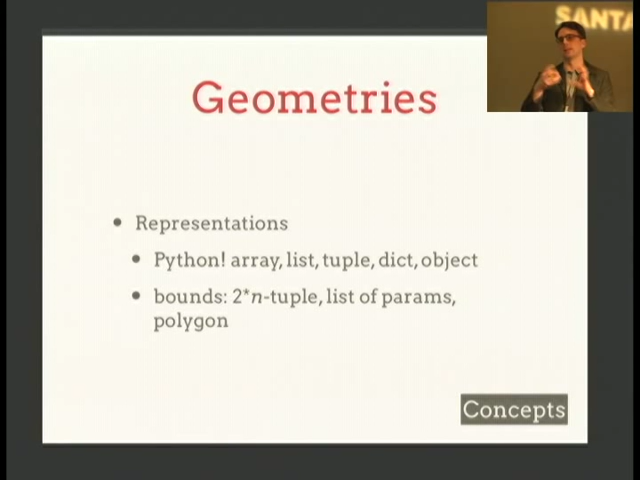 SANTA
Geometries
Representations
Python! array, list, tuple, dict, object
bounds: 2*n-tuple, list of params,
polygon
Concepts